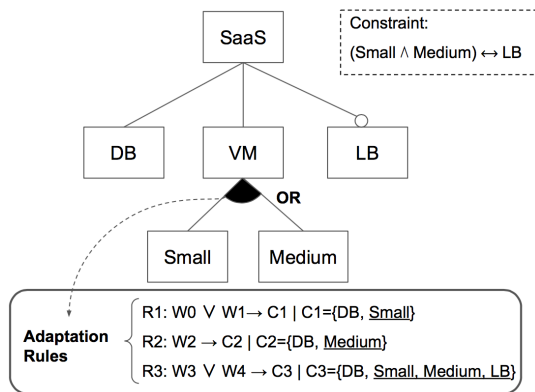 SaaS
Constraint:
(Small ∧ Medium) ↔ LB
DB
VM
LB
OR
Small
Medium
Adaptation
Rules
R1: W0 ∨ W1→ C1 | C1={DB, Small}
R2: W2 → C2 | C2={DB, Medium}
R3: W3 ∨ W4 → C3 | C3={DB, Small, Medium, LB}